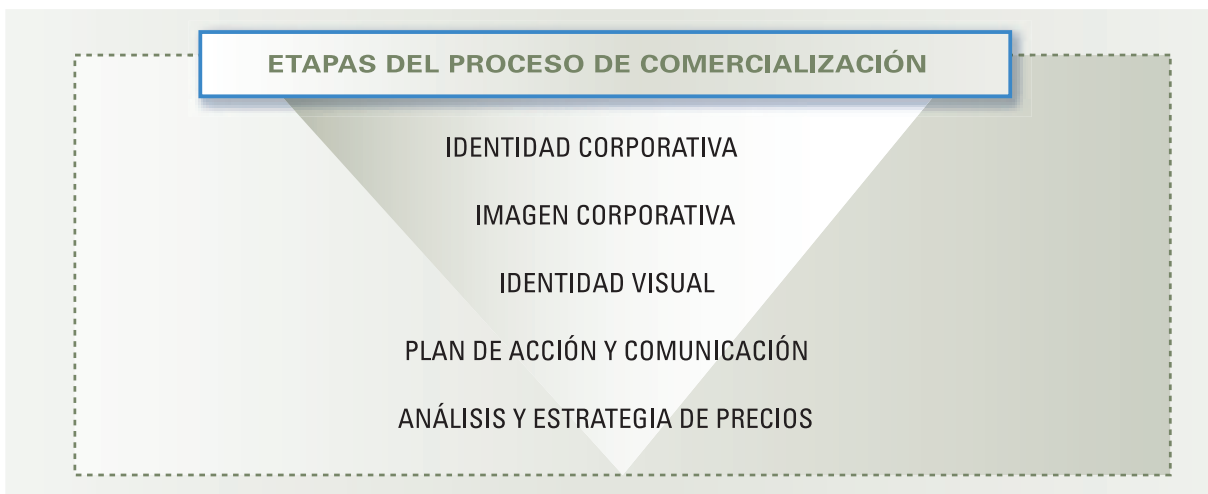 ETAPAS DEL PROCESO DE COMERCIALIZACIÓN
IDENTIDAD CORPORATIVA
IMAGEN CORPORATIVA
IDENTIDAD VISUAL
PLAN DE ACCIÓN Y COMUNICACIÓN
ANÁLISIS Y ESTRATEGIA DE PRECIOS